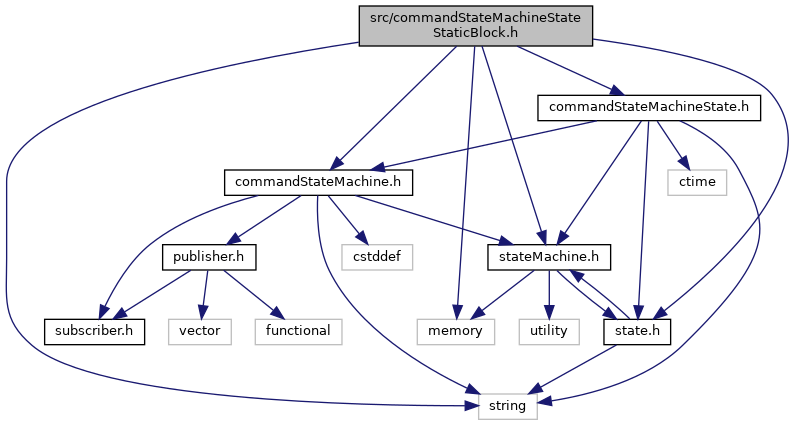 src/commandStateMachineState
StaticBlock.h
commandStateMachineState.h
commandStateMachine.h
ctime
publisher.h
cstddef
stateMachine.h
subscriber.h
vector
functional
memory
utility
state.h
string